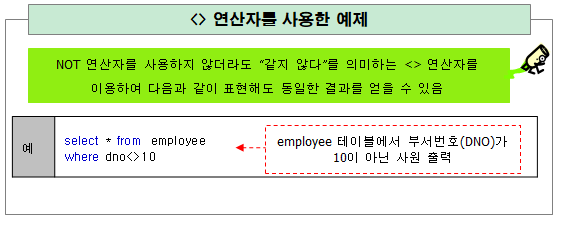 <> 연산자를 사용한 예제
NOT 연산자를 사용하지 않더라도 “같지 않다”를 의미하는 <> 연산자를
이용하여 다음과 같이 표현해도 동일한 결과를 얻을 수 있음
예
select * from employee
where dno<>10
employee 테이블에서 부서번호(DNO)가
10이 아닌 사원 출력